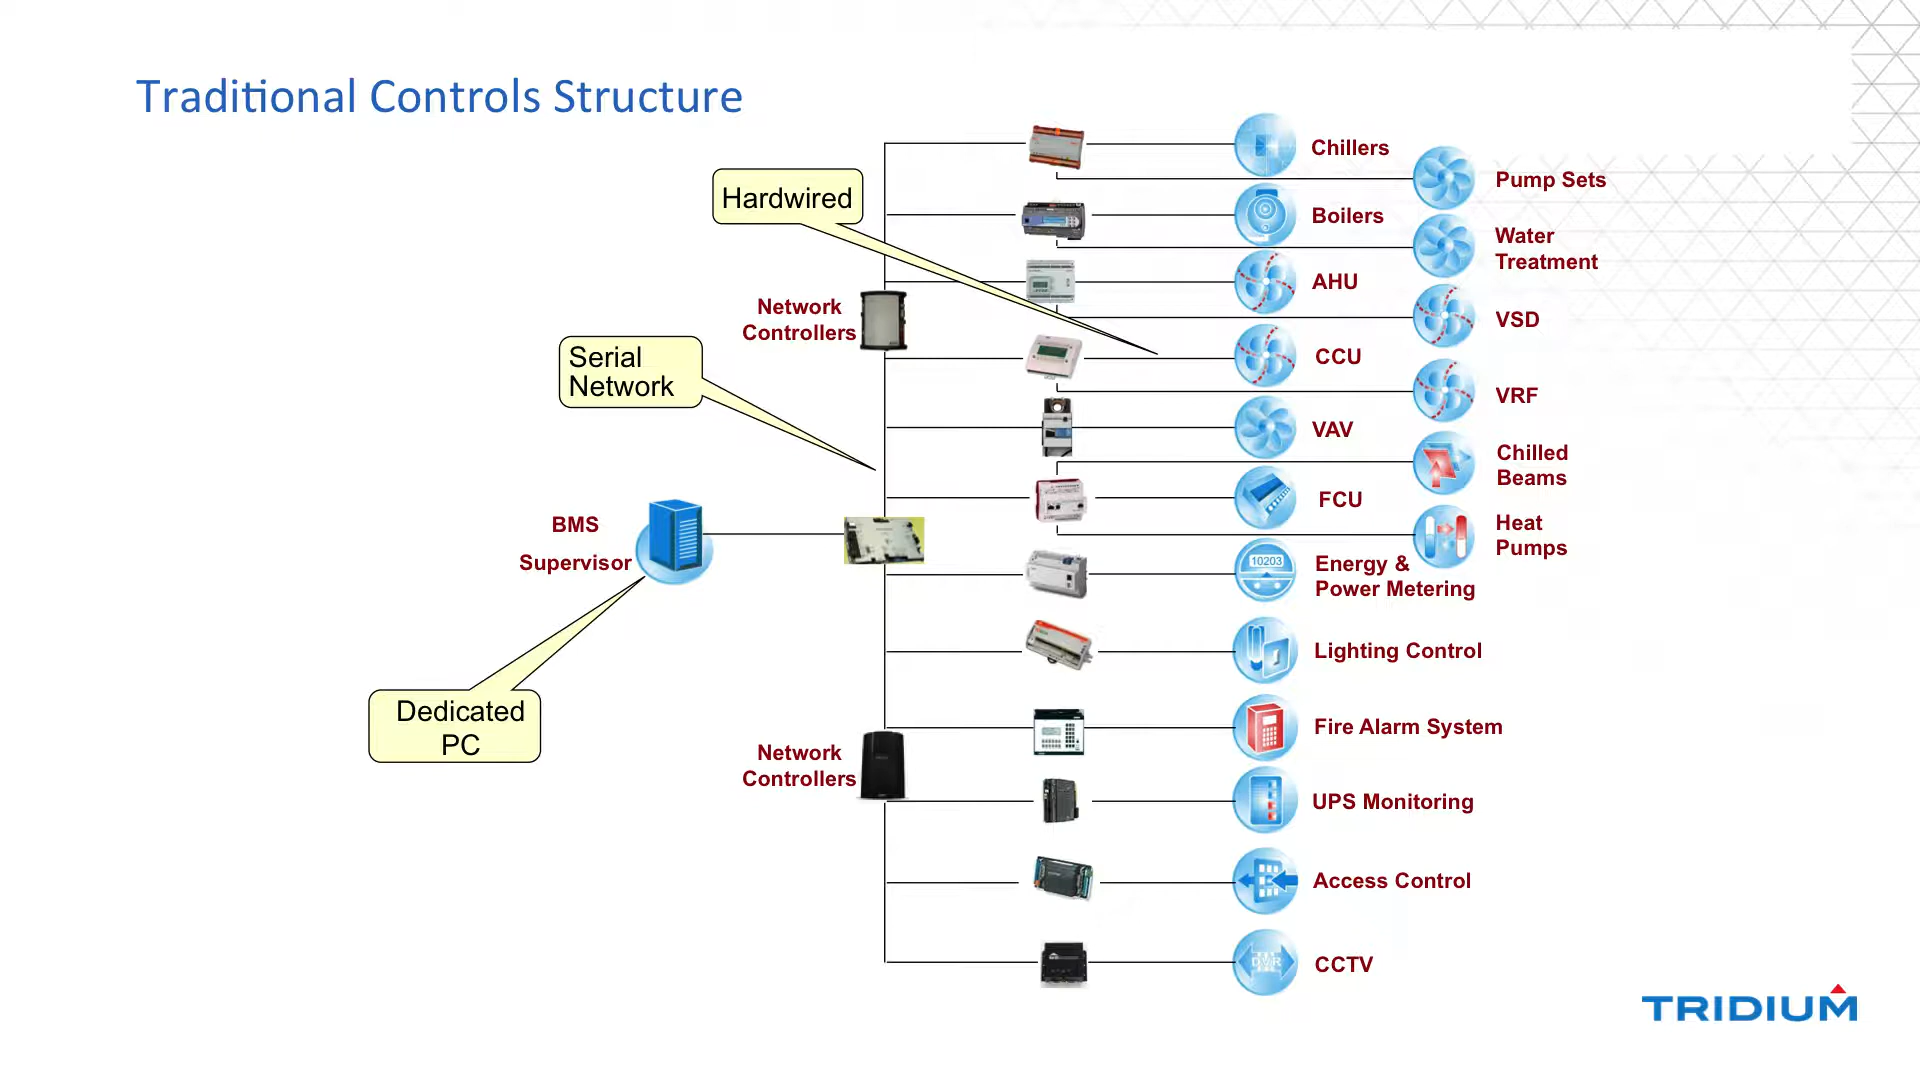 Traditional Controls Structure
Hardwired
Serial
Network
Dedicated
PC
BMS
Supervisor
Network
Controllers
Network
Controllers
Chillers
Pump Sets
Boilers
Water
Treatment
AHU
VSD
CCU
VRF
VAV
Chilled
Beams
FCU
Heat
Pumps
10203
Energy &
Power Metering
Lighting Control
Fire Alarm System
UPS Monitoring
Access Control
DVR
CCTV
TRIDIUM